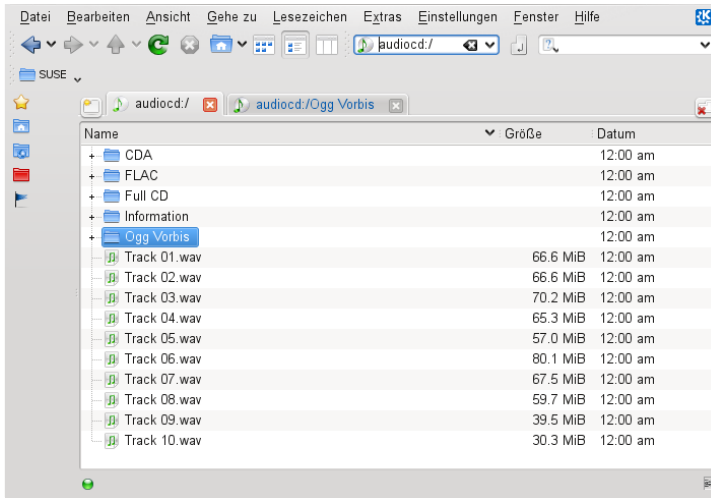 Datei Bearbeiten Ansicht Gehe zu Lesezeichen Extras Einstellungen Fenster Hilfe
audiocd:/
SUSE
audiocd:/ audiocd:/Ogg Vorbis
Name Größe Datum
CDA 12:00 am
FLAC 12:00 am
Full CD 12:00 am
Information 12:00 am
Ogg Vorbis 12:00 am
Track 01.wav 66.6 MiB 12:00 am
Track 02.wav 66.6 MiB 12:00 am
Track 03.wav 70.2 MiB 12:00 am
Track 04.wav 65.3 MiB 12:00 am
Track 05.wav 57.0 MiB 12:00 am
Track 06.wav 80.1 MiB 12:00 am
Track 07.wav 67.5 MiB 12:00 am
Track 08.wav 59.7 MiB 12:00 am
Track 09.wav 39.5 MiB 12:00 am
Track 10.wav 30.3 MiB 12:00 am